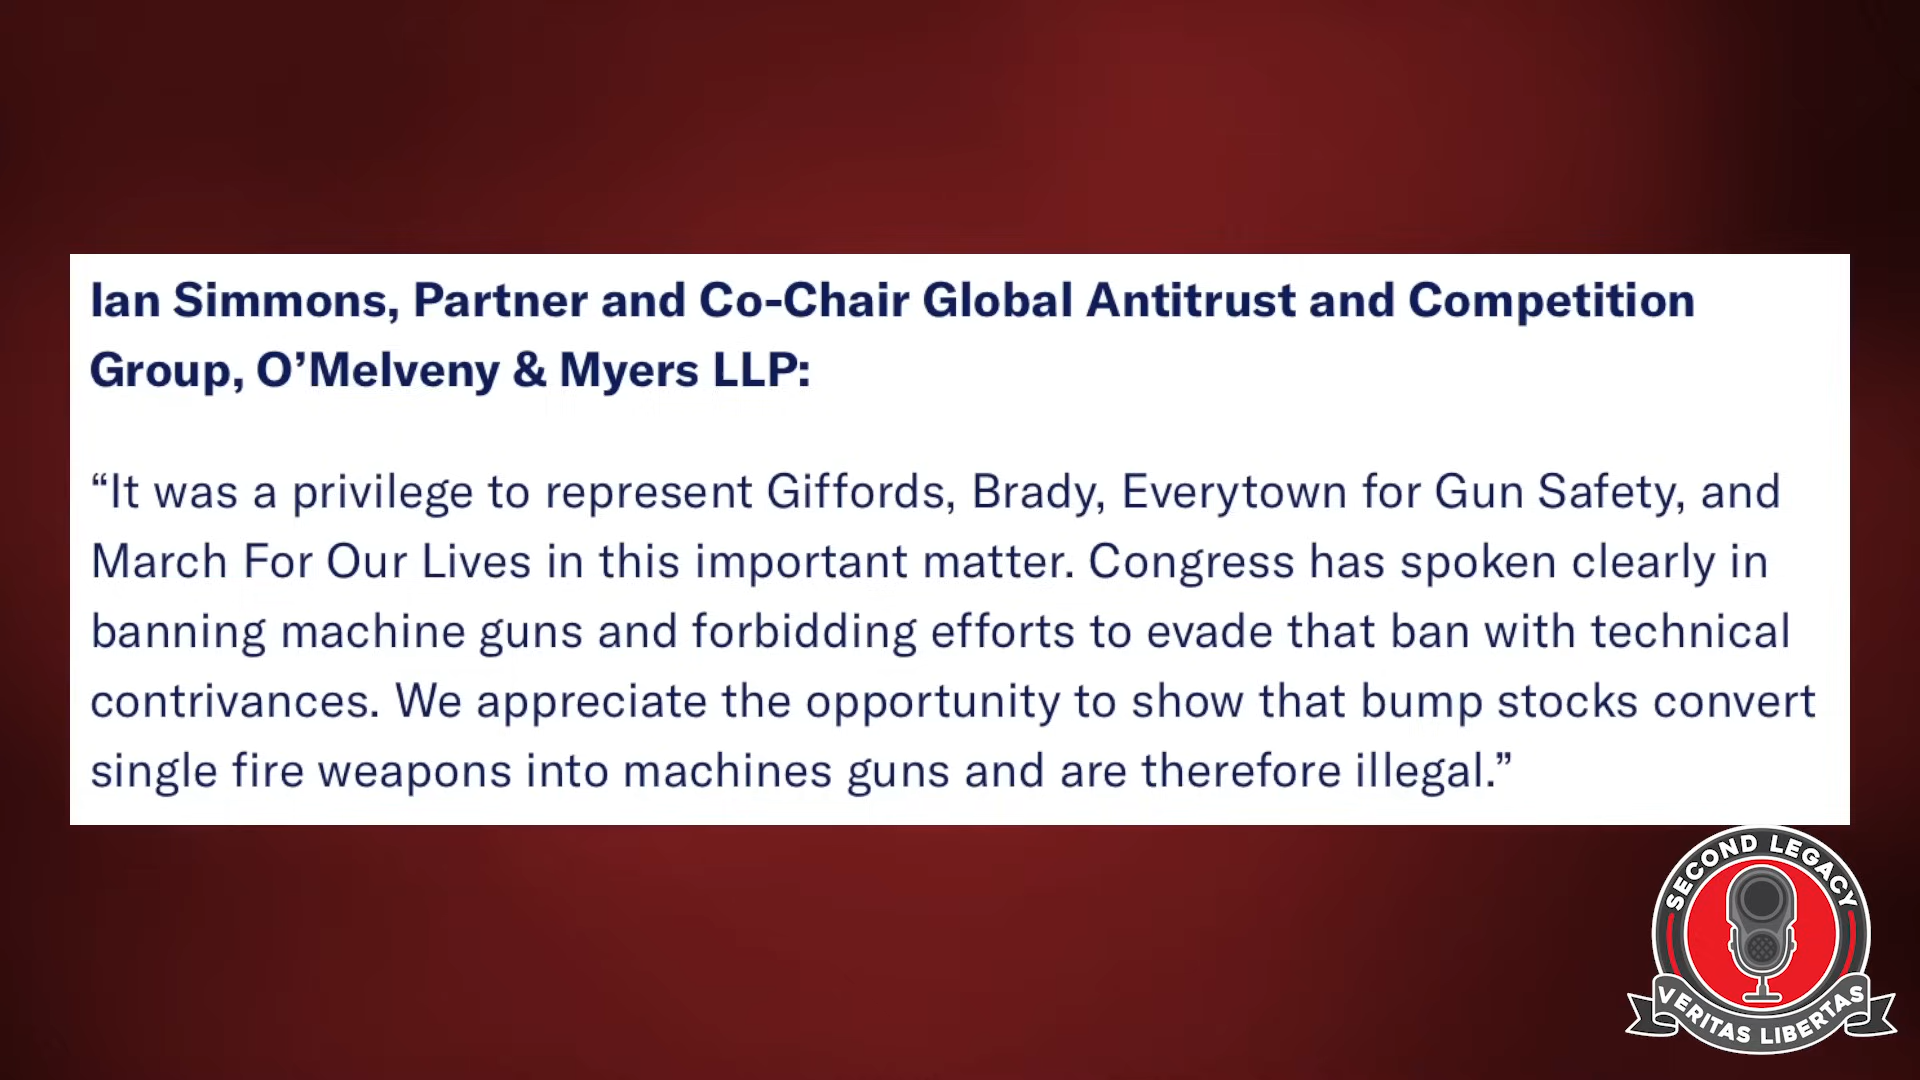 Ian Simmons, Partner and Co-Chair Global Antitrust and Competition
Group, O’Melveny & Myers LLP:
“It was a privilege to represent Giffords, Brady, Everytown for Gun Safety, and
March For Our Lives in this important matter. Congress has spoken clearly in
banning machine guns and forbidding efforts to evade that ban with technical
contrivances. We appreciate the opportunity to show that bump stocks convert
single fire weapons into machines guns and are therefore illegal.”
SECOND LEGACY
VERITAS LIBERTAS